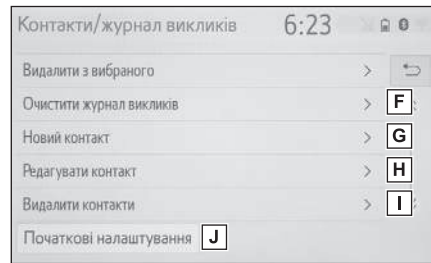 Контакти/журнал викликів 6:23
Видалити з вибраного
Очистити журнал викликів F
Новий контакт G
Редагувати контакт H
Видалити контакти I
Початкові налаштування J